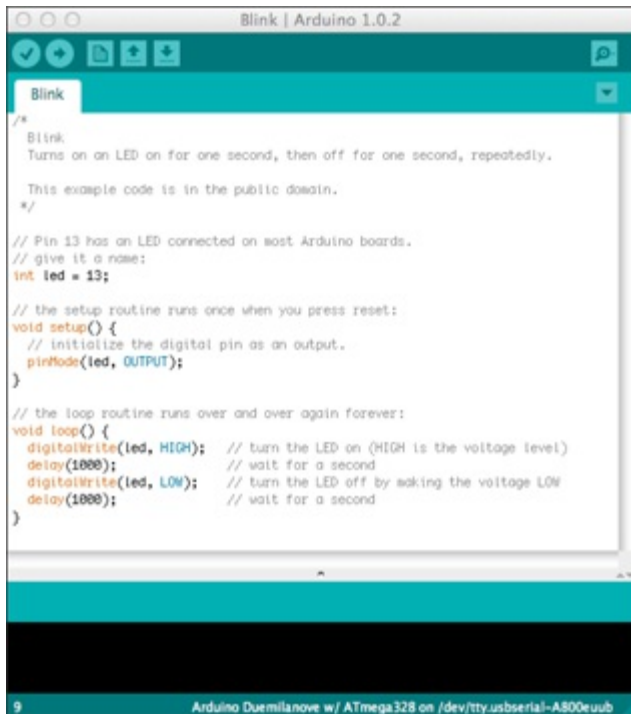 Blink | Arduino 1.0.2
Blink
/*
  Blink
  Turns on an LED on for one second, then off for one second, repeatedly.

  This example code is in the public domain.
 */

// Pin 13 has an LED connected on most Arduino boards.
// give it a name:
int led = 13;

// the setup routine runs once when you press reset:
void setup() {
  // initialize the digital pin as an output.
  pinMode(led, OUTPUT);
}

// the loop routine runs over and over again forever:
void loop() {
  digitalWrite(led, HIGH);   // turn the LED on (HIGH is the voltage level)
  delay(1000);               // wait for a second
  digitalWrite(led, LOW);    // turn the LED off by making the voltage LOW
  delay(1000);               // wait for a second
}
9 Arduino Duemilanove w/ ATmega328 on /dev/tty.usbserial-A800euub